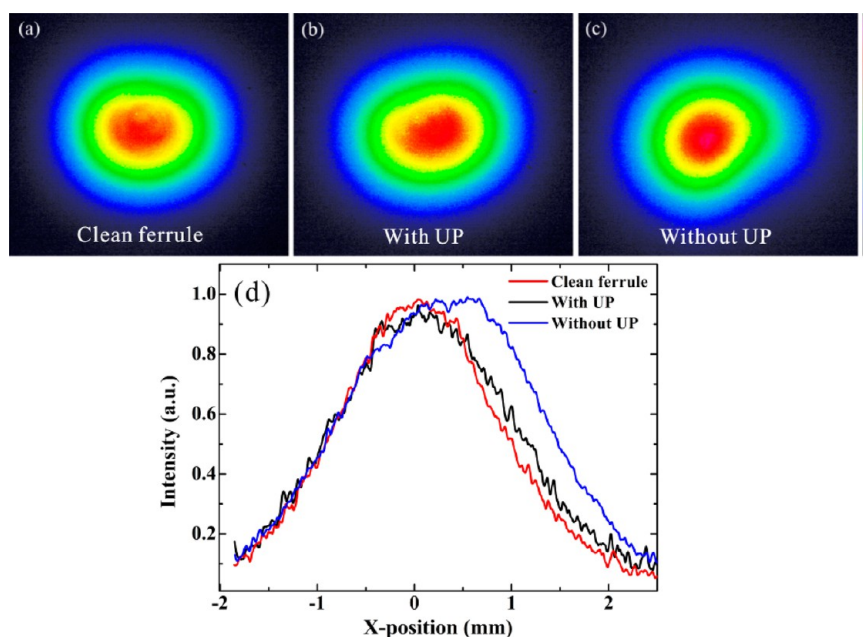 (a)
(b)
(c)
Clean ferrule
With UP
Without UP
(d)
Clean ferrule
With UP
Without UP
1.0
0.8
0.6
0.4
0.2
Intensity (a.u.)
-2
-1
0
1
2
X-position (mm)